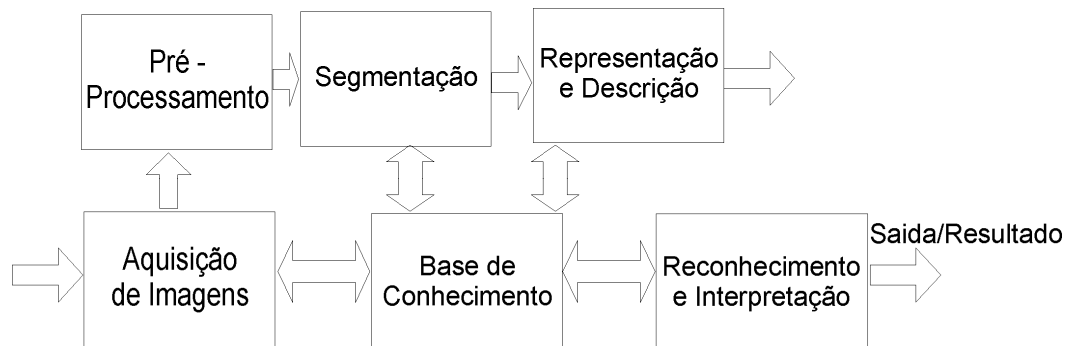 Pré -
Processamento
Segmentação
Representação
e Descrição
Aquisição
de Imagens
Base de
Conhecimento
Reconhecimento
e Interpretação
Saida/Resultado